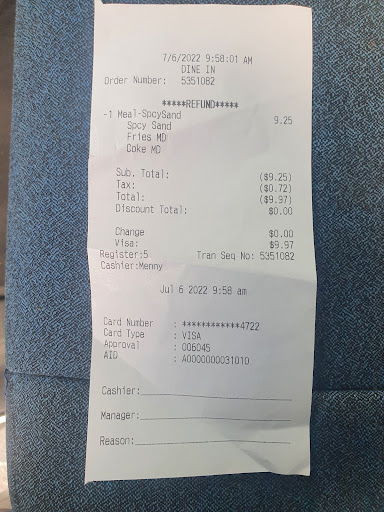 7/6/2022 9:58:01 AM
DINE IN
Order Number: 5351082
*****REFUND*****
-1 Meal-SpcySand 9.25
Spcy Sand
Fries MD
Coke MD
Sub. Total: ($9.25)
Tax: ($0.72)
Total: ($9.97)
Discount Total: $0.00
Change $0.00
Visa: $9.97
Register:5 Tran Seq No: 5351082
Cashier:Menny
Jul 6 2022 9:58 am
Card Number : ************4722
Card Type : VISA
Approval : 006045
AID : A0000000031010
Cashier:
Manager:
Reason: